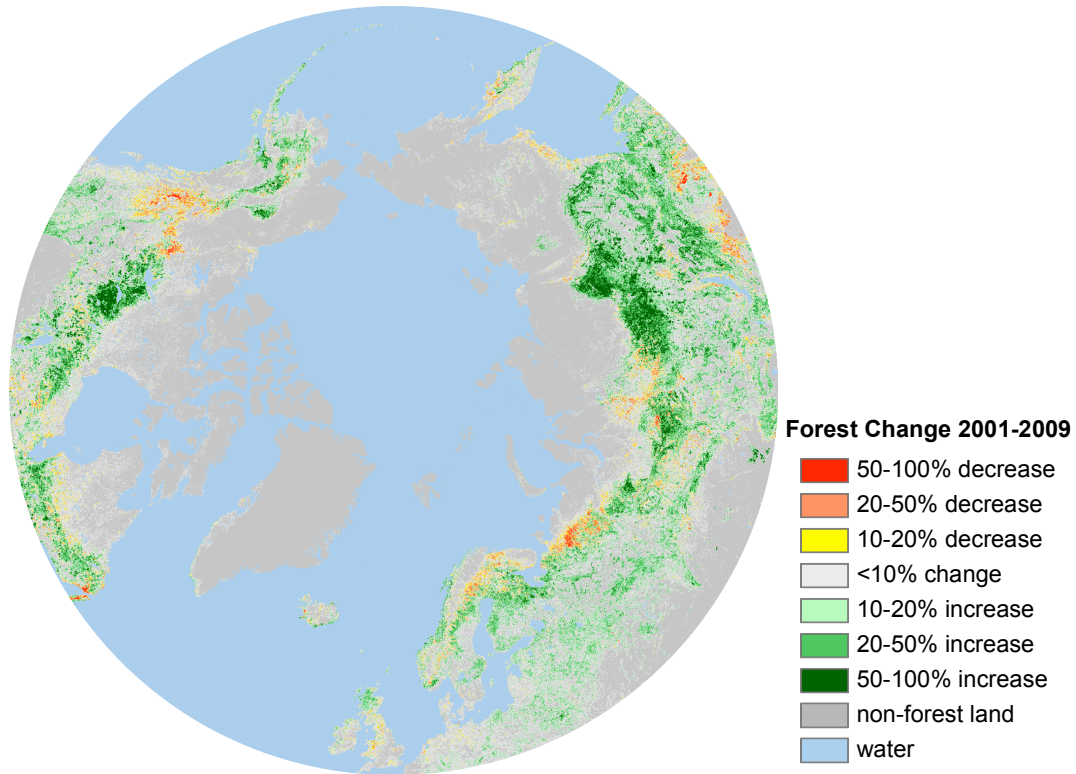 Forest Change 2001-2009
50-100% decrease
20-50% decrease
10-20% decrease
<10% change
10-20% increase
20-50% increase
50-100% increase
non-forest land
water